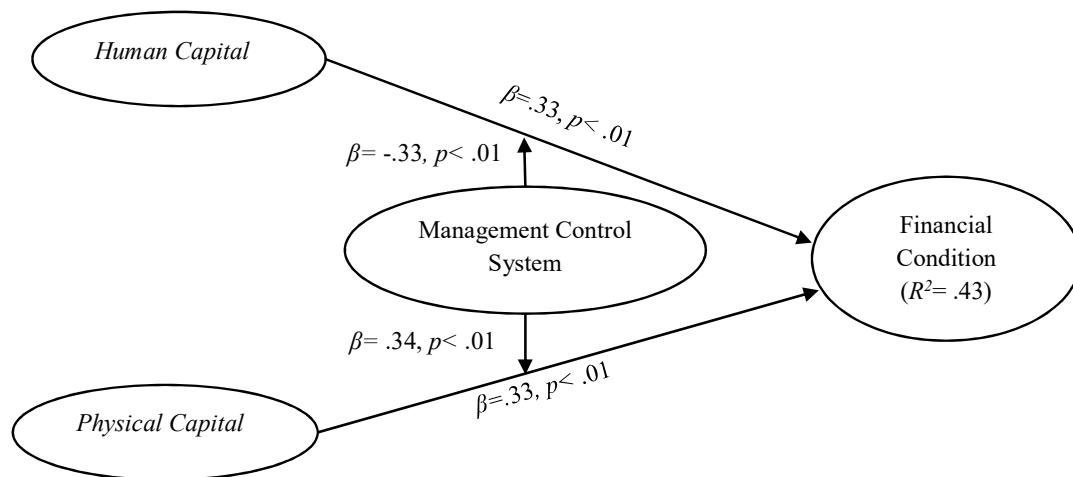 Human Capital
β=.33, p< .01
β= -.33, p< .01
Management Control
System
Financial
Condition
(R²= .43)
β= .34, p< .01
β=.33, p< .01
Physical Capital